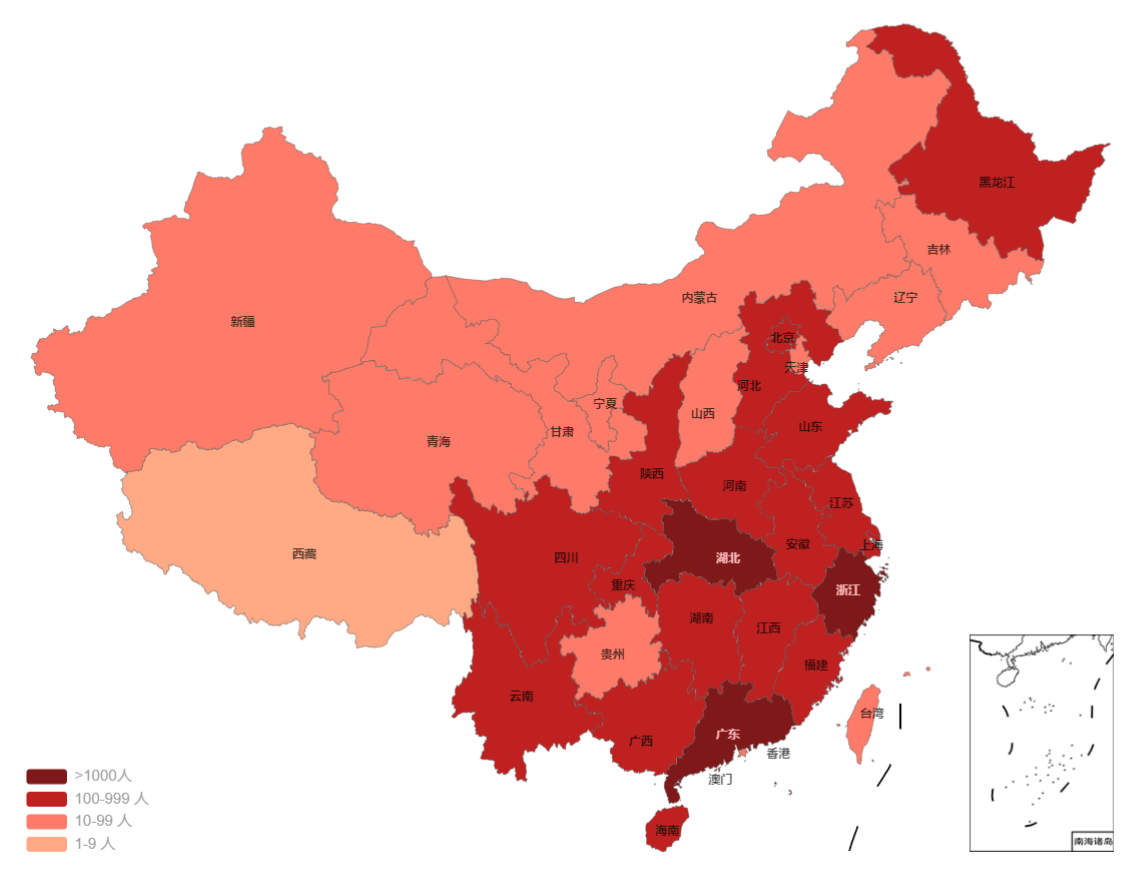 黑龙江
吉林
内蒙古
辽宁
新疆
北京
天津
河北
宁夏
山西
山东
甘肃
青海
陕西
河南
江苏
上海
安徽
西藏
四川
湖北
重庆
浙江
湖南
江西
贵州
福建
云南
台湾
广东
广西
香港
澳门
>1000人
100-999 人
10-99 人
1-9 人
海南
南海诸岛